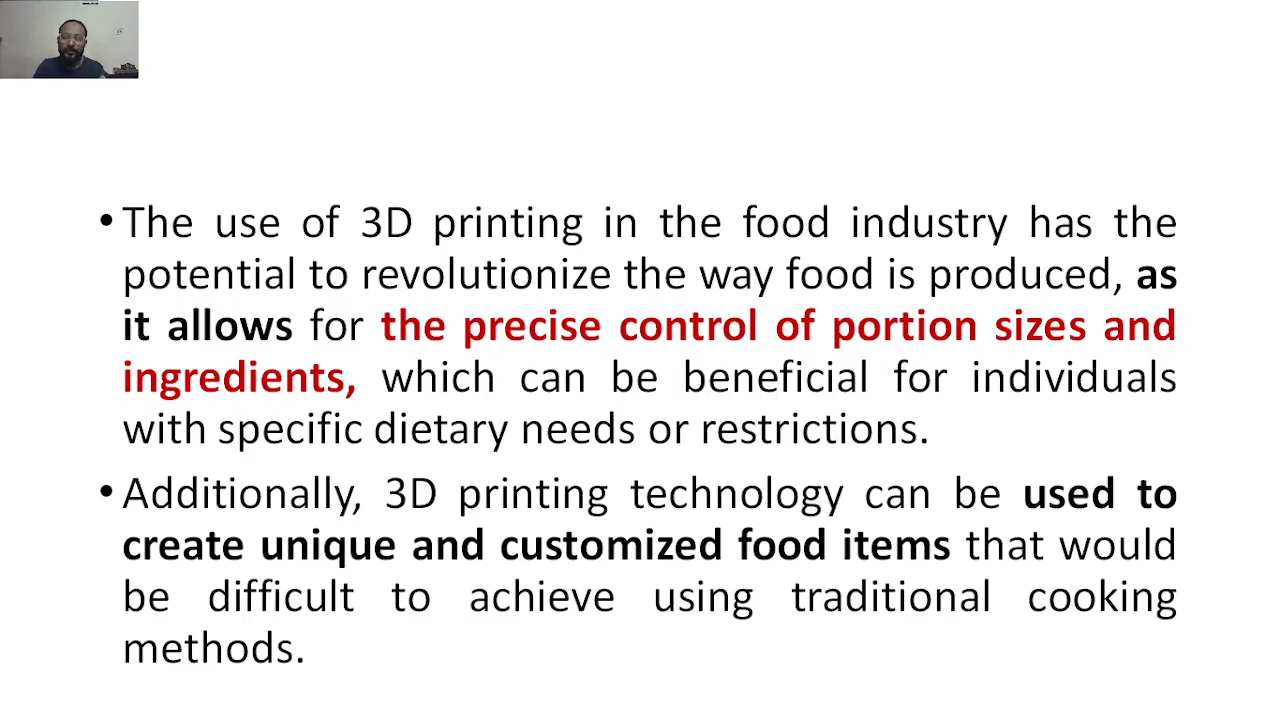 • The use of 3D printing in the food industry has the
potential to revolutionize the way food is produced, as
it allows for the precise control of portion sizes and
ingredients, which can be beneficial for individuals
with specific dietary needs or restrictions.
• Additionally, 3D printing technology can be used to
create unique and customized food items that would
be difficult to achieve using traditional cooking
methods.